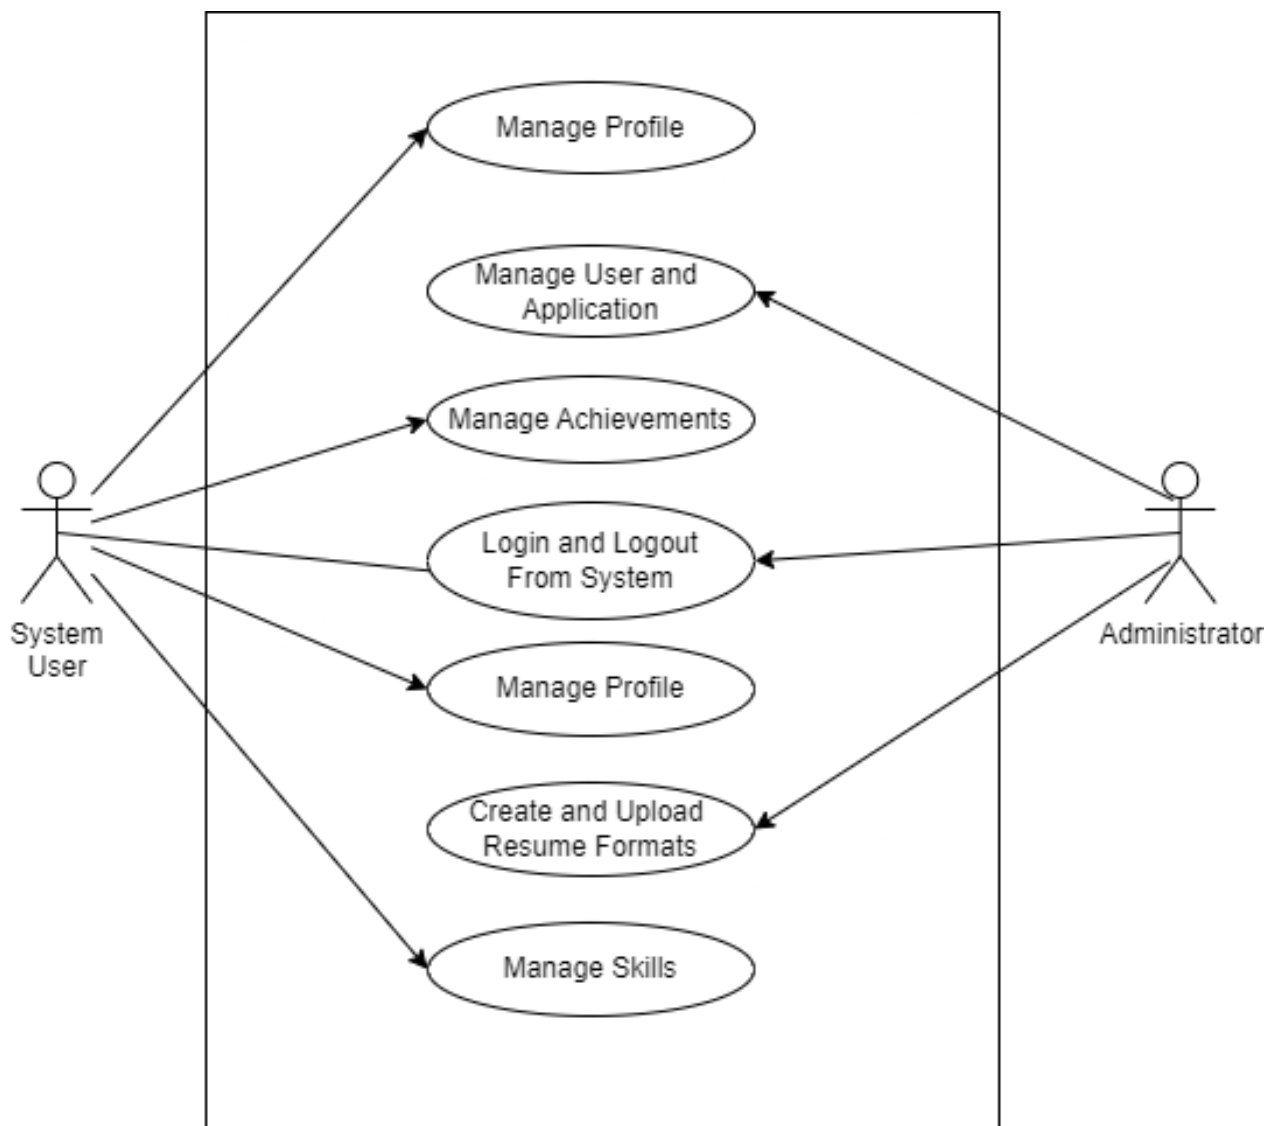 Manage Profile
Manage User and
Application
Manage Achievements
Login and Logout
From System
System
User
Administrator
Manage Profile
Create and Upload
Resume Formats
Manage Skills